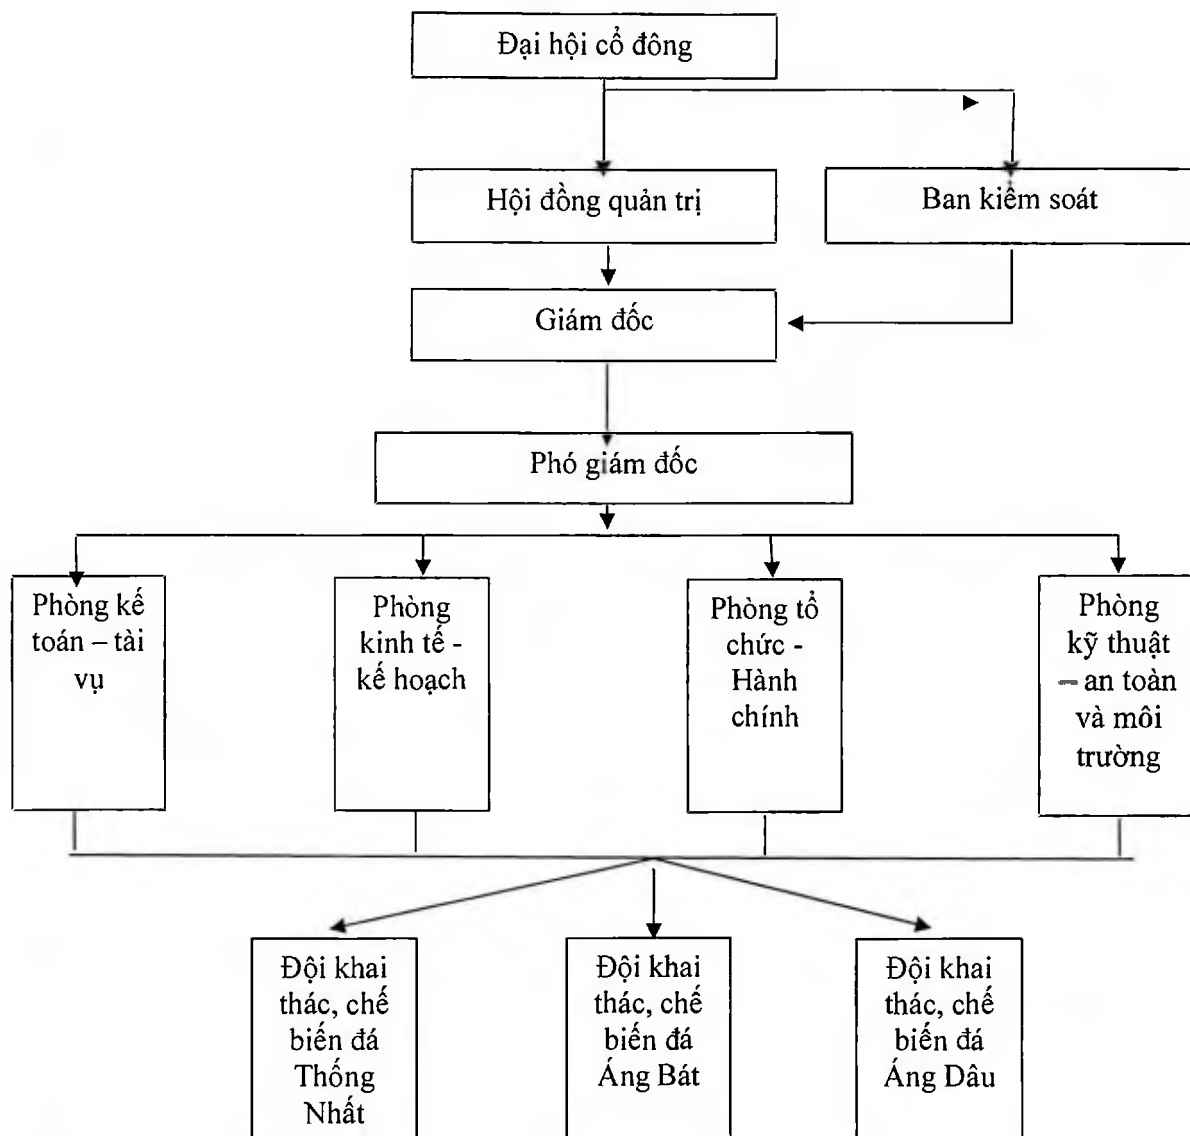 Đại hội cổ đông
Hội đồng quản trị
Ban kiểm soát
Giám đốc
Phó giám đốc
Phòng kế
toán – tài
vụ
Phòng
kinh tế -
kế hoạch
Phòng tổ
chức -
Hành
chính
Phòng
kỹ thuật
– an toàn
và môi
trường
Đội khai
thác, chế
biến đá
Thống
Nhất
Đội khai
thác, chế
biến đá
Áng Bát
Đội khai
thác, chế
biến đá
Áng Dâu